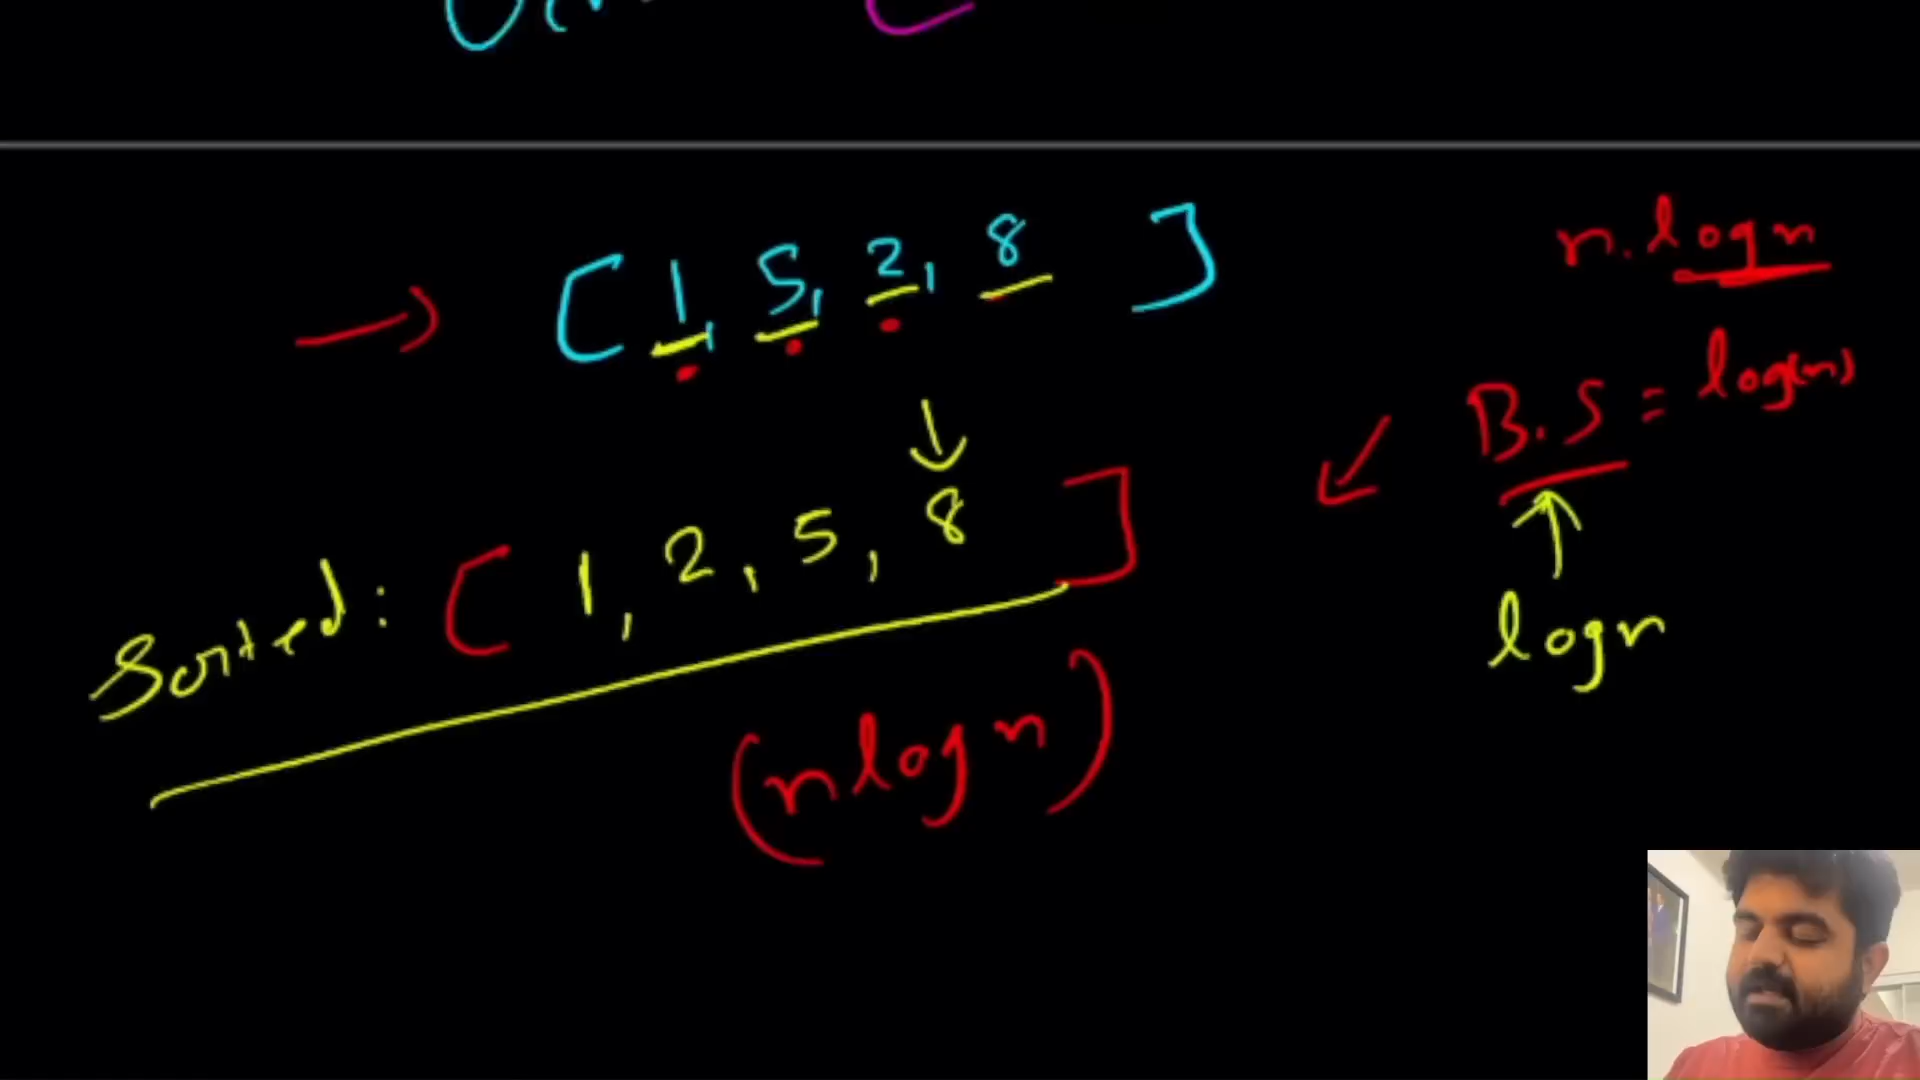 [ 1, 5, 2, 8 ]
n.logn
B.S = log(n)
Sorted: [ 1, 2, 5, 8 ]
logn
(nlogn)